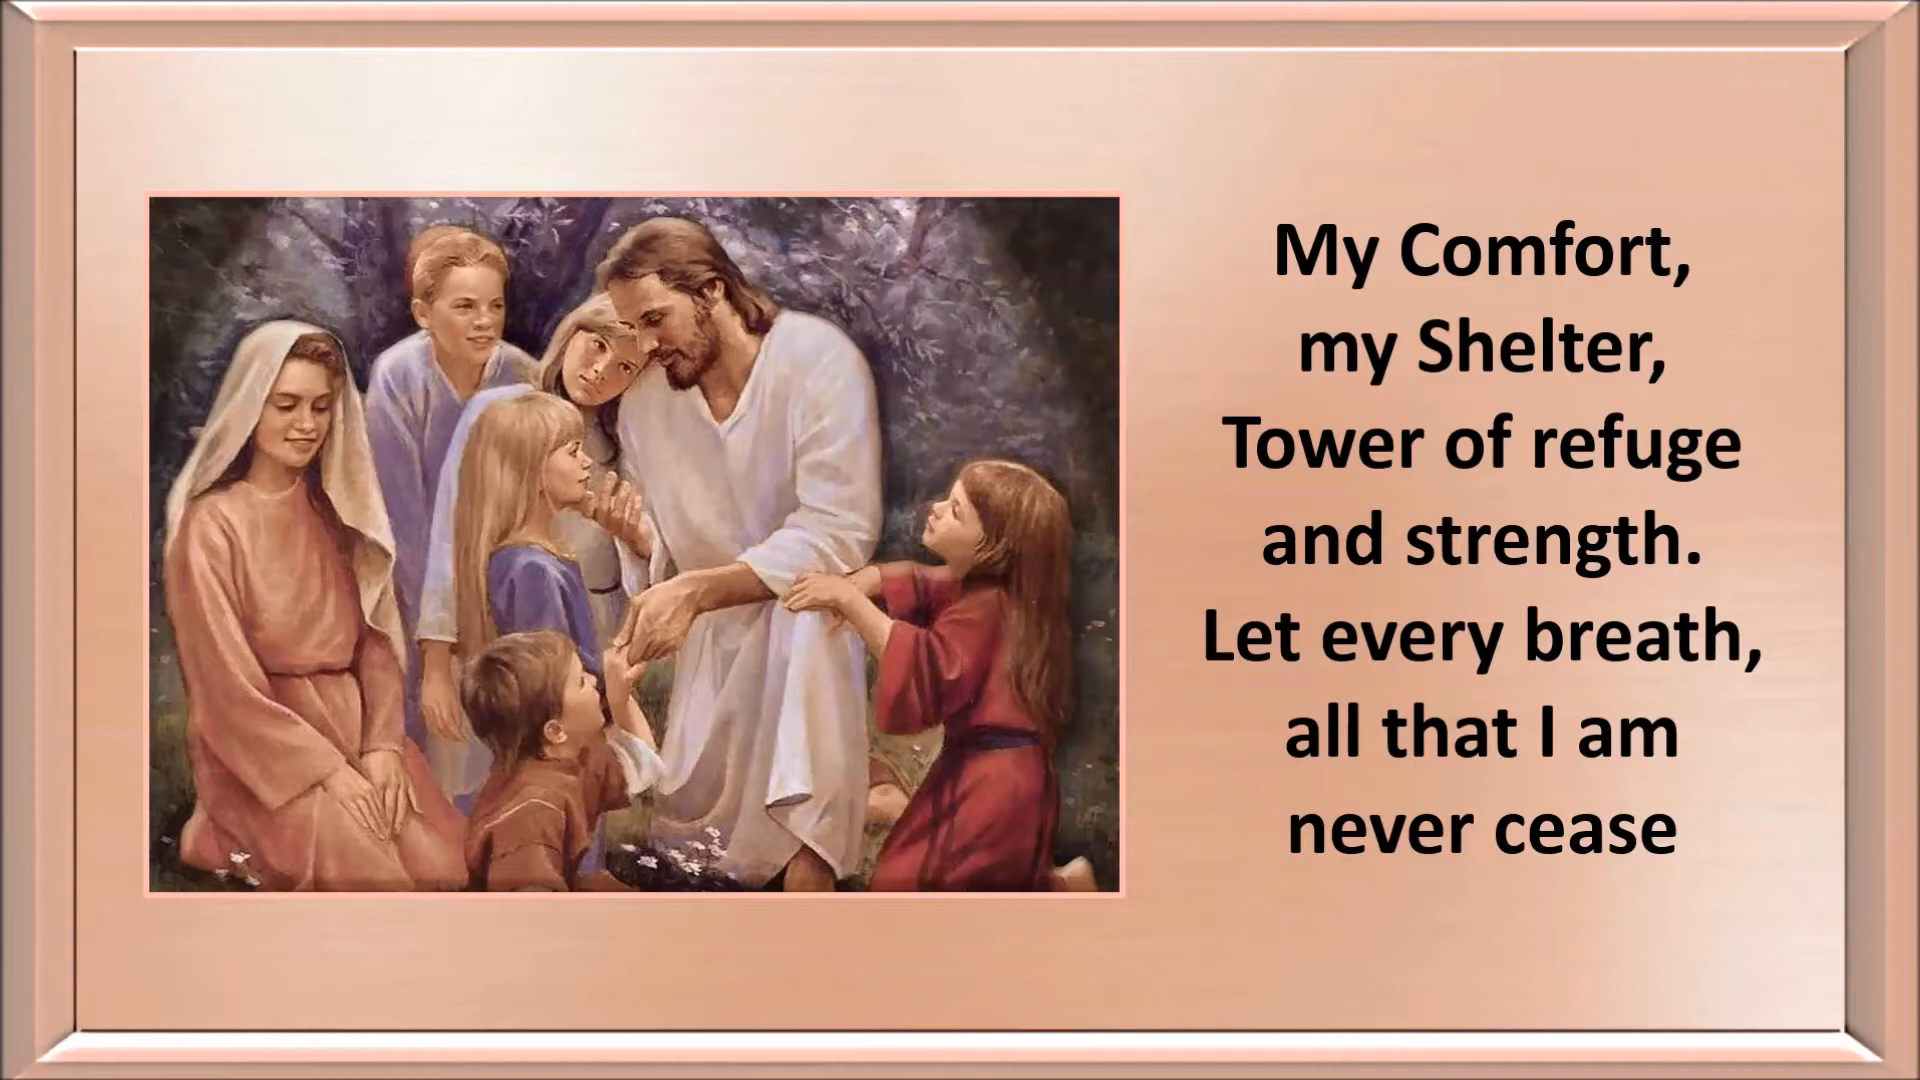 My Comfort,
my Shelter,
Tower of refuge
and strength.
Let every breath,
all that I am
never cease